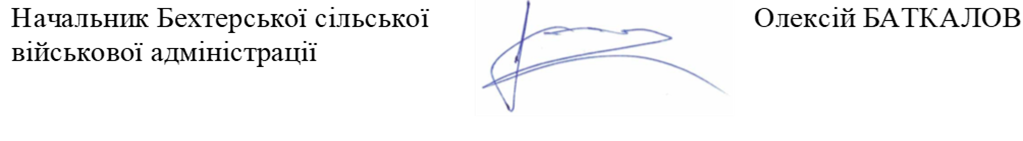 Начальник Бехтерської сільської
військової адміністрації
Олексій БАТКАЛОВ